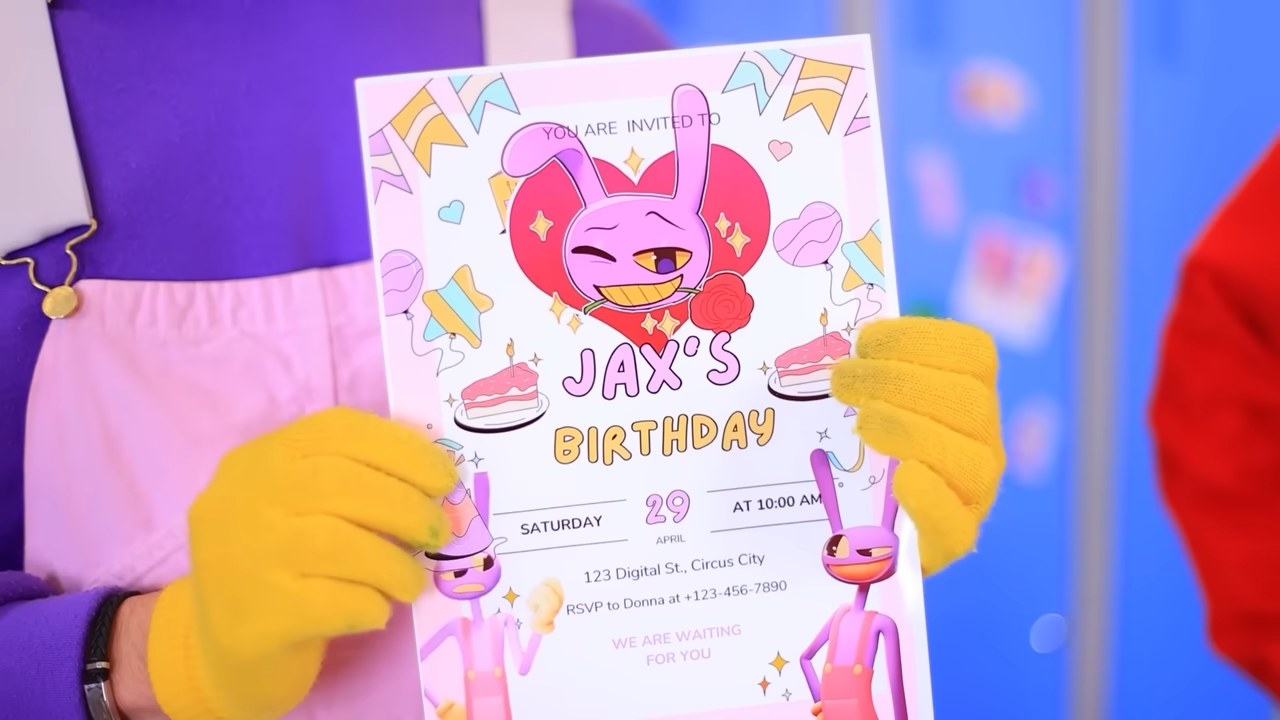 YOU ARE INVITED TO
JAX'S
BIRTHDAY
SATURDAY
29
APRIL
AT 10:00 AM
123 Digital St., Circus City
RSVP to Donna at +123-456-7890
WE ARE WAITING
FOR YOU